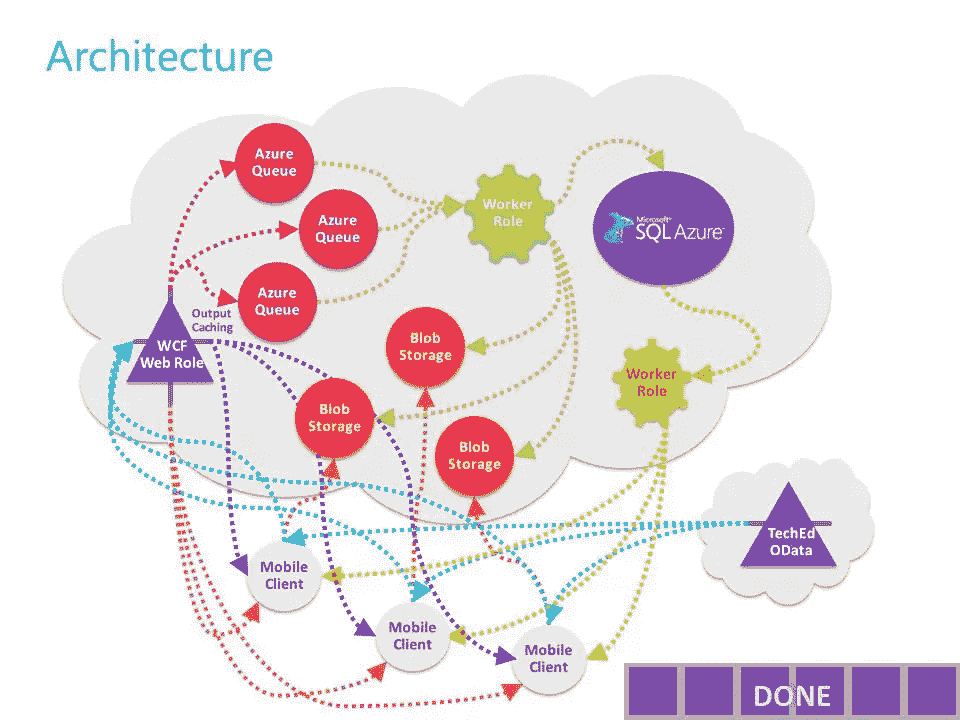 Architecture
Azure
Queue
Azure
Queue
Azure
Queue
Worker
Role
Microsoft™
SQL Azure™
Output
Caching
WCF
Web Role
Blob
Storage
Blob
Storage
Blob
Storage
Worker
Role
TechEd
OData
Mobile
Client
Mobile
Client
Mobile
Client
DONE